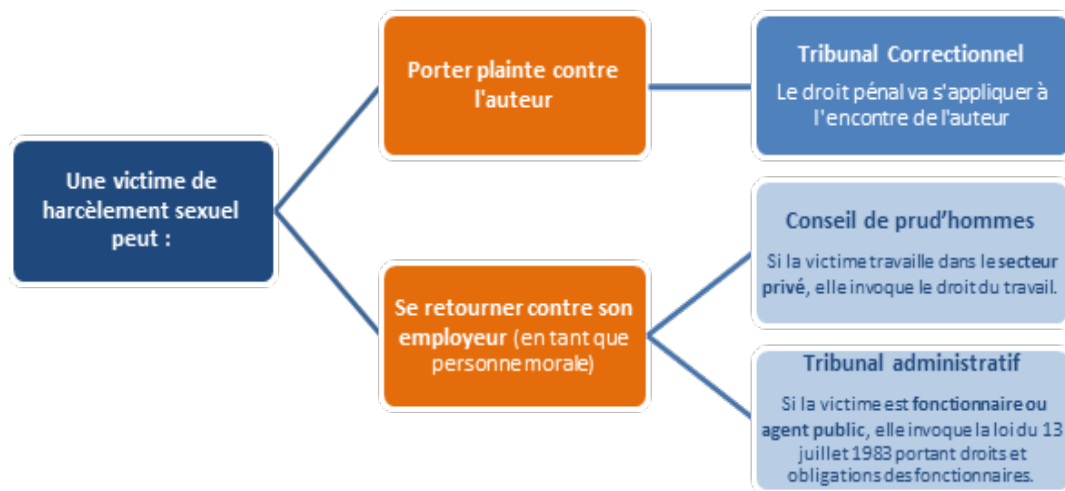 Une victime de
harcèlement sexuel
peut :
Porter plainte contre
l'auteur
Tribunal Correctionnel
Le droit pénal va s'appliquer à
l'encontre de l'auteur
Se retourner contre son
employeur (en tant que
personne morale)
Conseil de prud’hommes
Si la victime travaille dans le secteur
privé, elle invoque le droit du travail.
Tribunal administratif
Si la victime est fonctionnaire ou
agent public, elle invoque la loi du 13
juillet 1983 portant droits et
obligations des fonctionnaires.